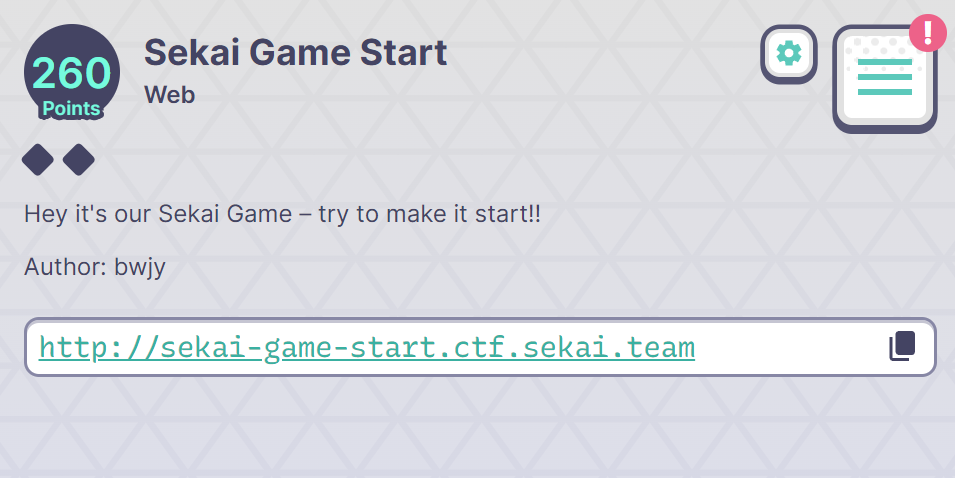 260
Points
Sekai Game Start
Web
!
Hey it's our Sekai Game – try to make it start!!
Author: bwjy
http://sekai-game-start.ctf.sekai.team